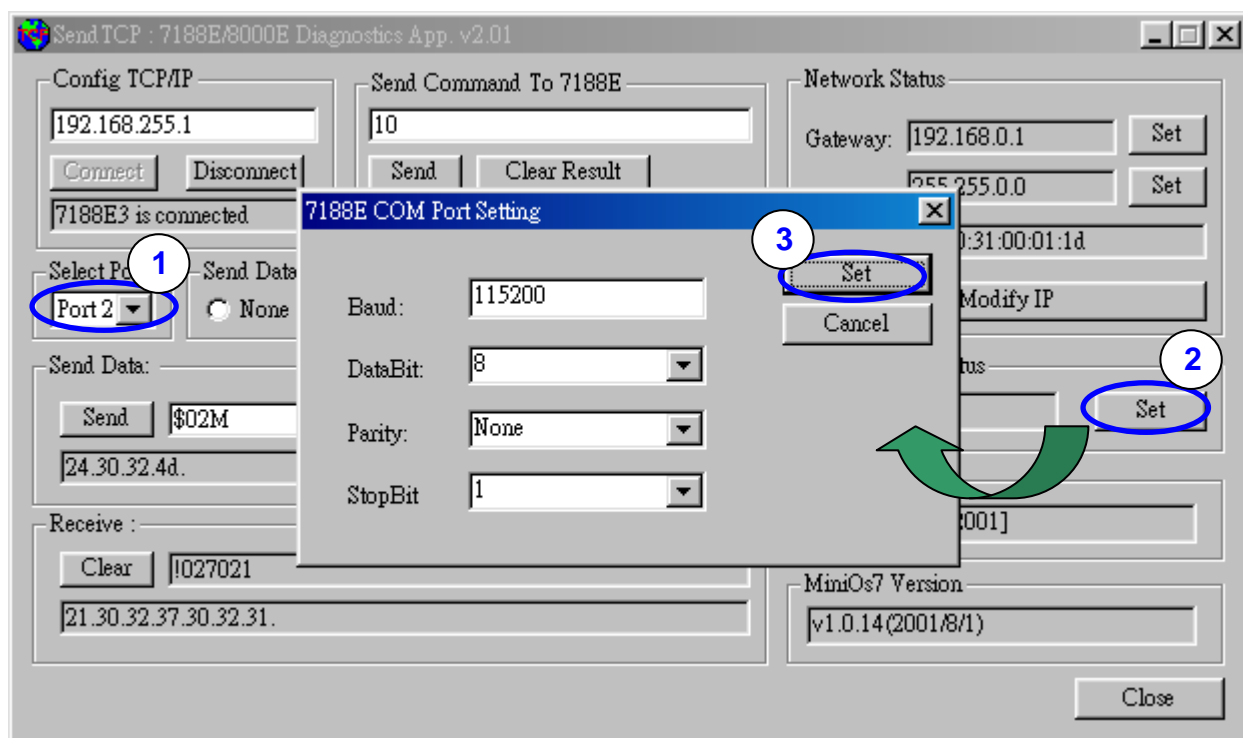 SendTCP : 7188E/8000E Diagnostics App. v2.01
Config TCP/IP
192.168.255.1
Connect Disconnect
7188E3 is connected
Send Command To 7188E
10
Send Clear Result
Network Status
Gateway: 192.168.0.1 Set
255.255.0.0 Set
0:31:00:01:1d
Modify IP
Select
1
Port 2
Send Data
None
7188E COM Port Setting
3
Baud: 115200 Set
Cancel
DataBit: 8
Parity: None
StopBit 1
2
Set
Send Data:
Send $02M
24.30.32.4d.
2001]
Receive :
Clear !027021
21.30.32.37.30.32.31.
MiniOs7 Version
v1.0.14(2001/8/1)
Close